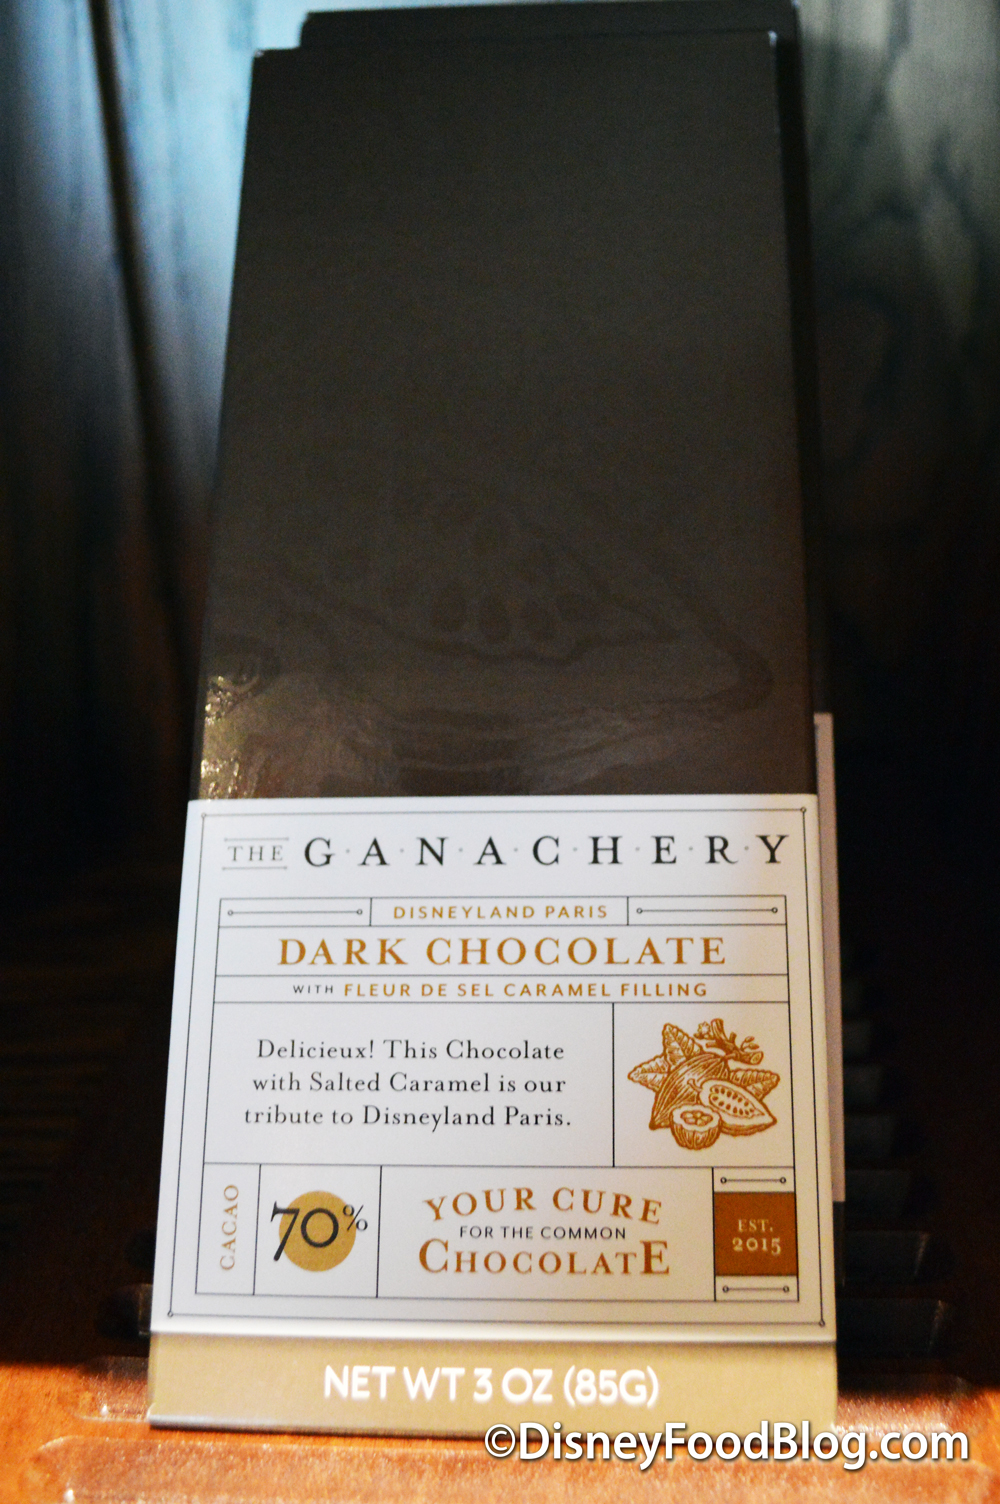 THE GANACHERY
DISNEYLAND PARIS
DARK CHOCOLATE
WITH FLEUR DE SEL CARAMEL FILLING
Delicieux! This Chocolate
with Salted Caramel is our
tribute to Disneyland Paris.
CACAO
70%
YOUR CURE
FOR THE COMMON
CHOCOLATE
EST.
2015
NET WT 3 OZ (85G)
©DisneyFoodBlog.com